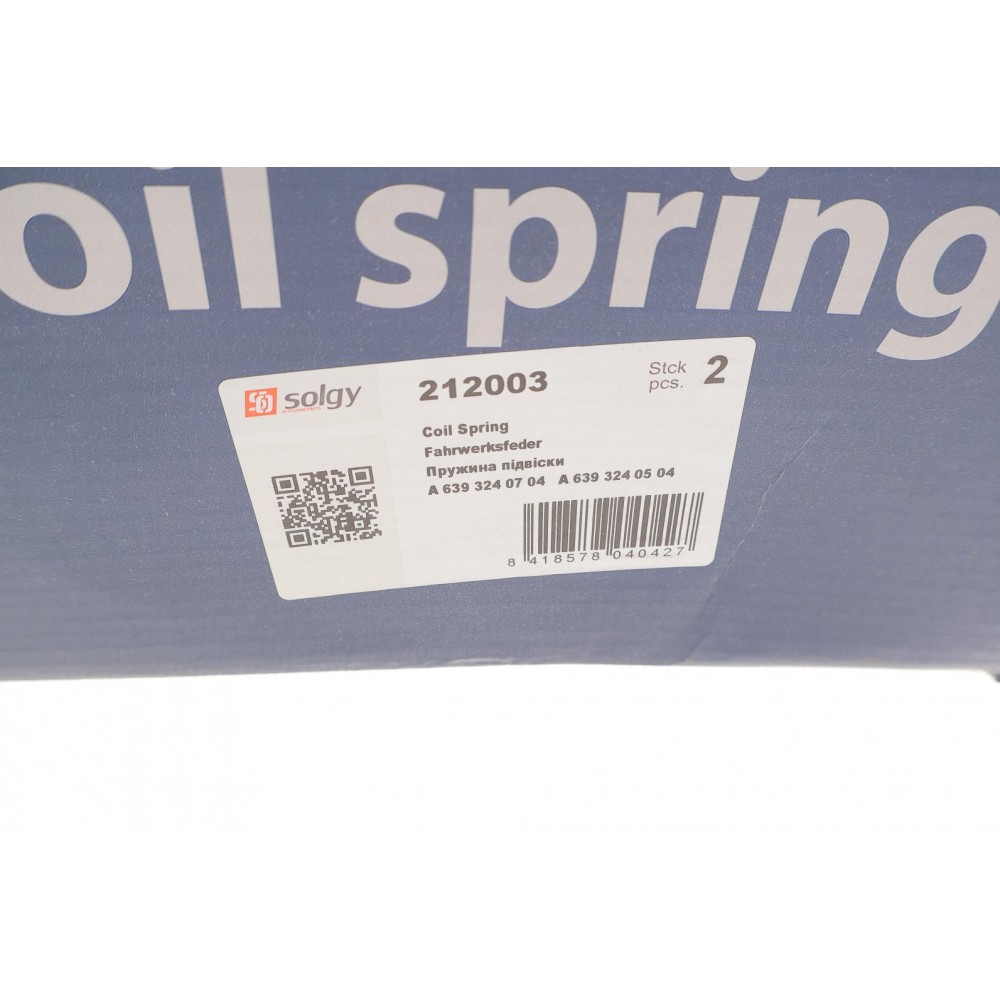 oil spring
solgy
212003
Stck
pcs.
2
Coil Spring
Fahrwerksfeder
Пружина підвіски
A 639 324 07 04 A 639 324 05 04
8 418578 040427